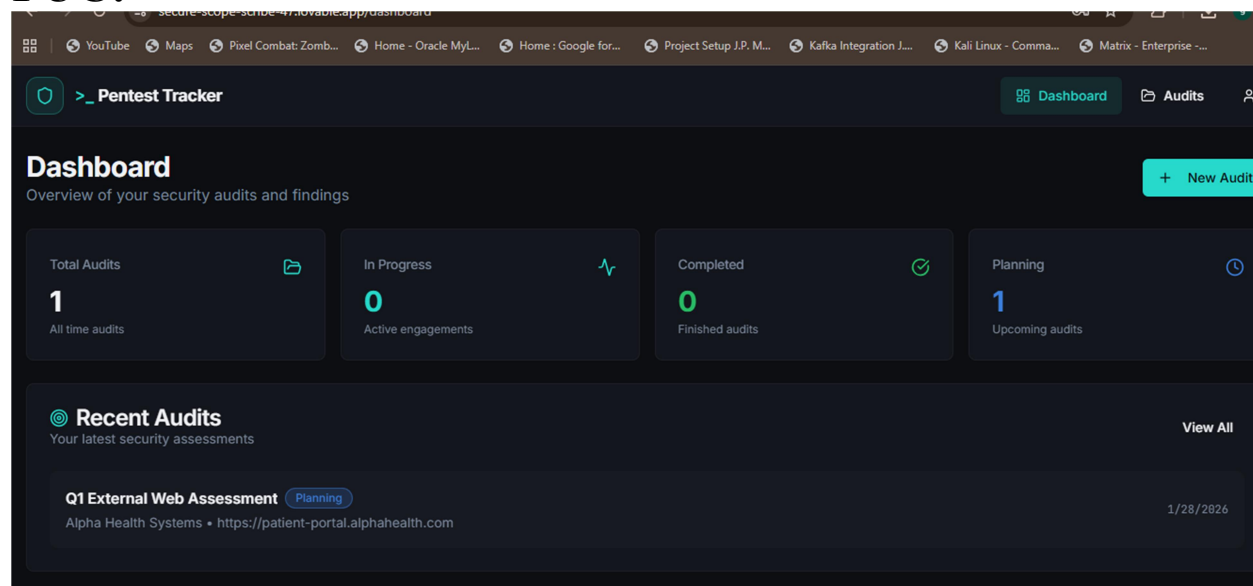 secure-scope-scribe-47.lovable.app/dashboard
YouTube Maps Pixel Combat: Zomb... Home - Oracle MyL... Home : Google for... Project Setup J.P. M... Kafka Integration J.... Kali Linux - Comma... Matrix - Enterprise -...
>_ Pentest Tracker Dashboard Audits
Dashboard
Overview of your security audits and findings
+ New Audit
Total Audits In Progress Completed Planning
1 0 0 1
All time audits Active engagements Finished audits Upcoming audits
Recent Audits
Your latest security assessments
View All
Q1 External Web Assessment Planning
Alpha Health Systems • https://patient-portal.alphahealth.com
1/28/2026